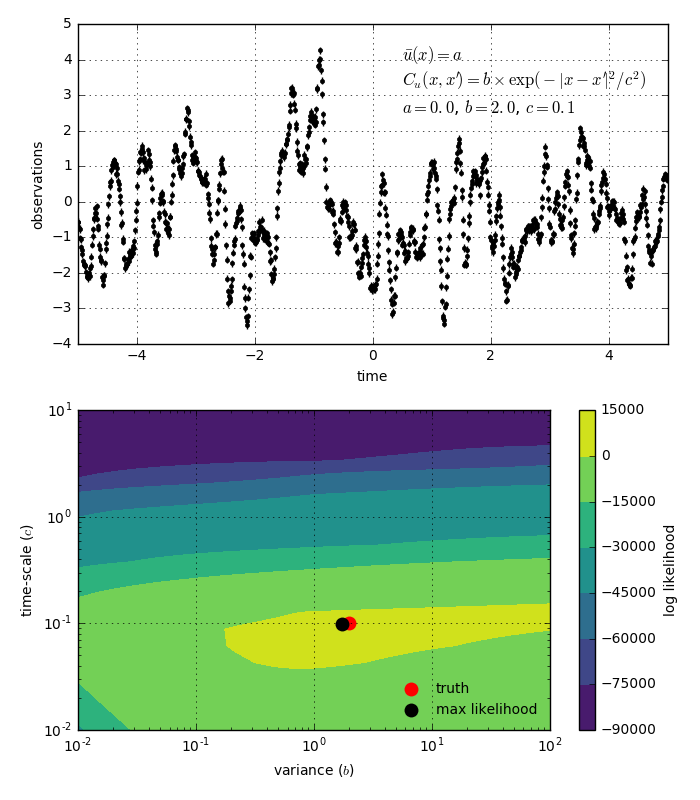 5
4
3
2
1
0
−1
−2
−3
−4
observations
ū(x) = a
C_u(x, x′) = b × exp(− |x − x′|²/c²)
a = 0.0, b = 2.0, c = 0.1
−4 −2 0 2 4
time
10¹
10⁰
10⁻¹
10⁻²
time-scale (c)
truth
max likelihood
10⁻² 10⁻¹ 10⁰ 10¹ 10²
variance (b)
15000
0
−15000
−30000
−45000
−60000
−75000
−90000
log likelihood